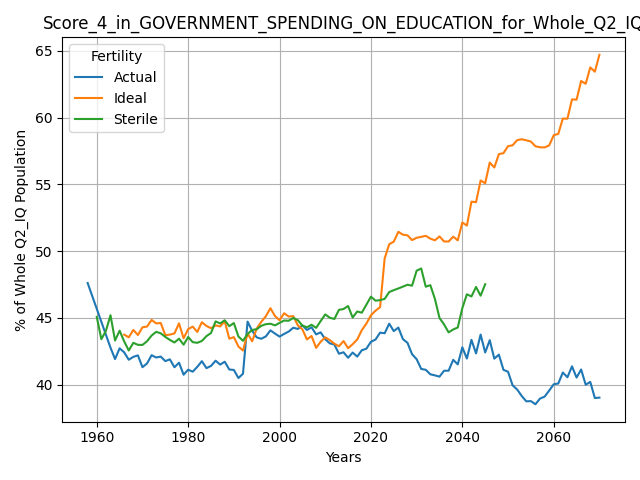 Score_4_in_GOVERNMENT_SPENDING_ON_EDUCATION_for_Whole_Q2_IQ
Fertility
Actual
Ideal
Sterile
% of Whole Q2_IQ Population
65
60
55
50
45
40
1960
1980
2000
2020
2040
2060
Years